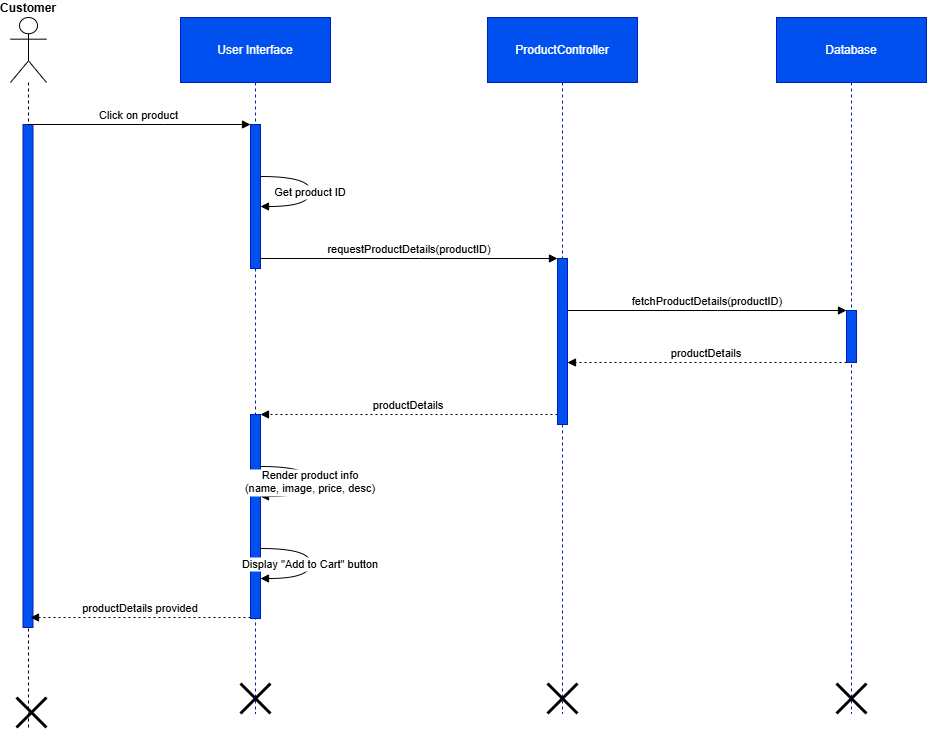 Customer
User Interface
ProductController
Database
Click on product
Get product ID
requestProductDetails(productID)
fetchProductDetails(productID)
productDetails
productDetails
Render product info
(name, image, price, desc)
Display "Add to Cart" button
productDetails provided